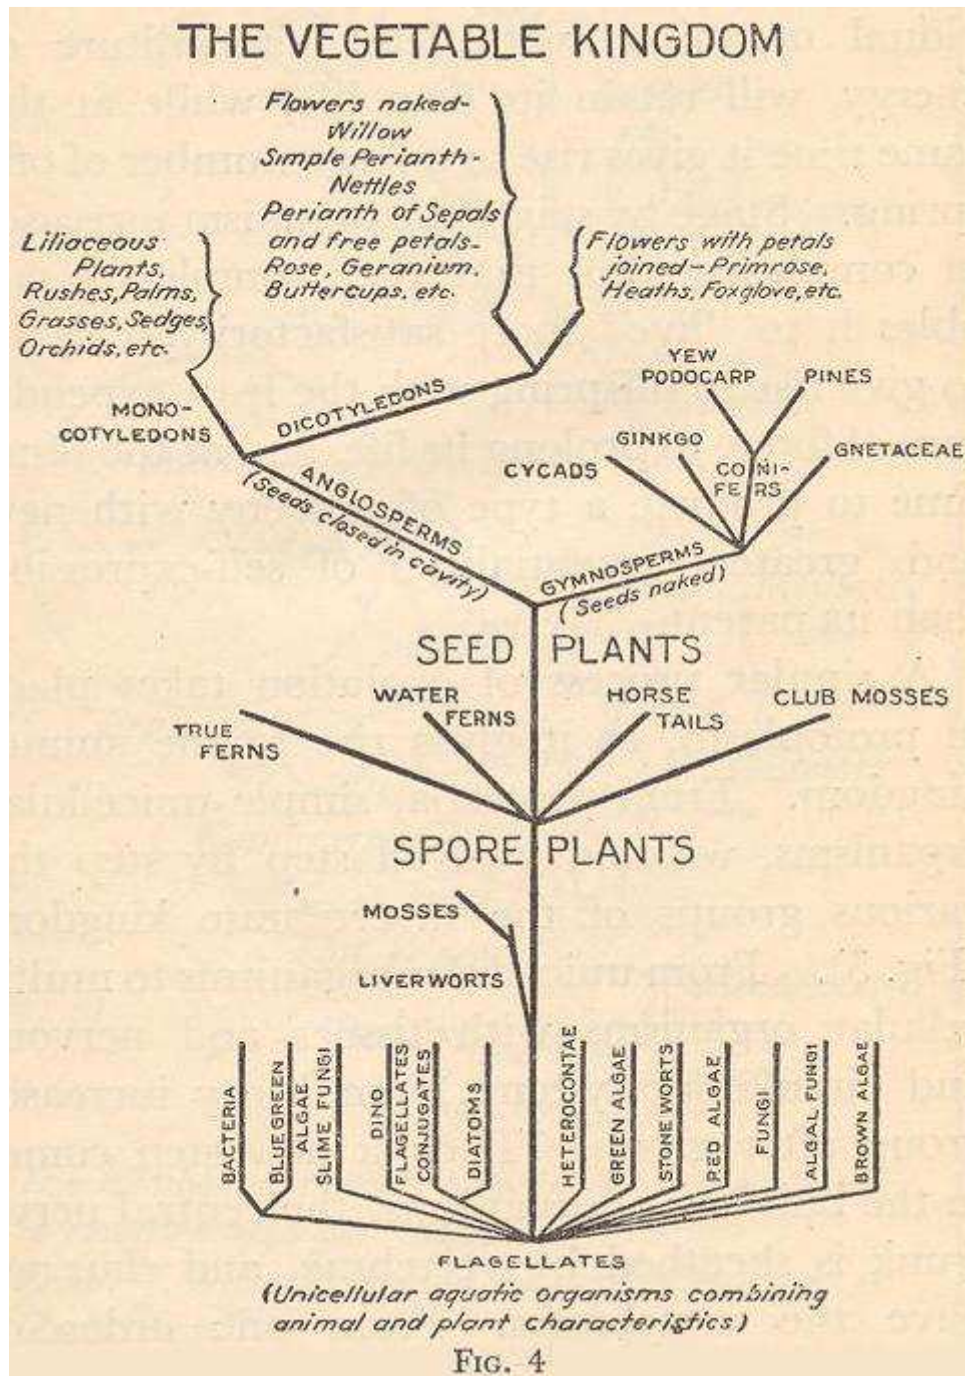 THE VEGETABLE KINGDOM
Flowers naked-
Willow
Simple Perianth-
Nettles
Perianth of Sepals
and free petals-
Rose, Geranium,
Buttercups, etc.
Liliaceous
Plants,
Rushes, Palms,
Grasses, Sedges,
Orchids, etc.
Flowers with petals
joined-Primrose,
Heaths, Foxglove, etc.
MONO-
COTYLEDONS
DICOTYLEDONS
YEW
PODOCARP
PINES
GINKGO
CYCADS
CONI-
FERS
GNETACEAE
ANGIOSPERMS
(Seeds closed in cavity)
GYMNOSPERMS
(Seeds naked)
SEED PLANTS
TRUE
FERNS
WATER
FERNS
HORSE
TAILS
CLUB MOSSES
SPORE PLANTS
MOSSES
LIVERWORTS
BACTERIA
BLUEGREEN
ALGAE
SLIME FUNGI
DINO
FLAGELLATES
CONJUGATES
DIATOMS
HETEROCONTAE
GREEN ALGAE
STONEWORTS
RED ALGAE
FUNGI
ALGAL FUNGI
BROWN ALGAE
FLAGELLATES
(Unicellular aquatic organisms combining
animal and plant characteristics)
FIG. 4